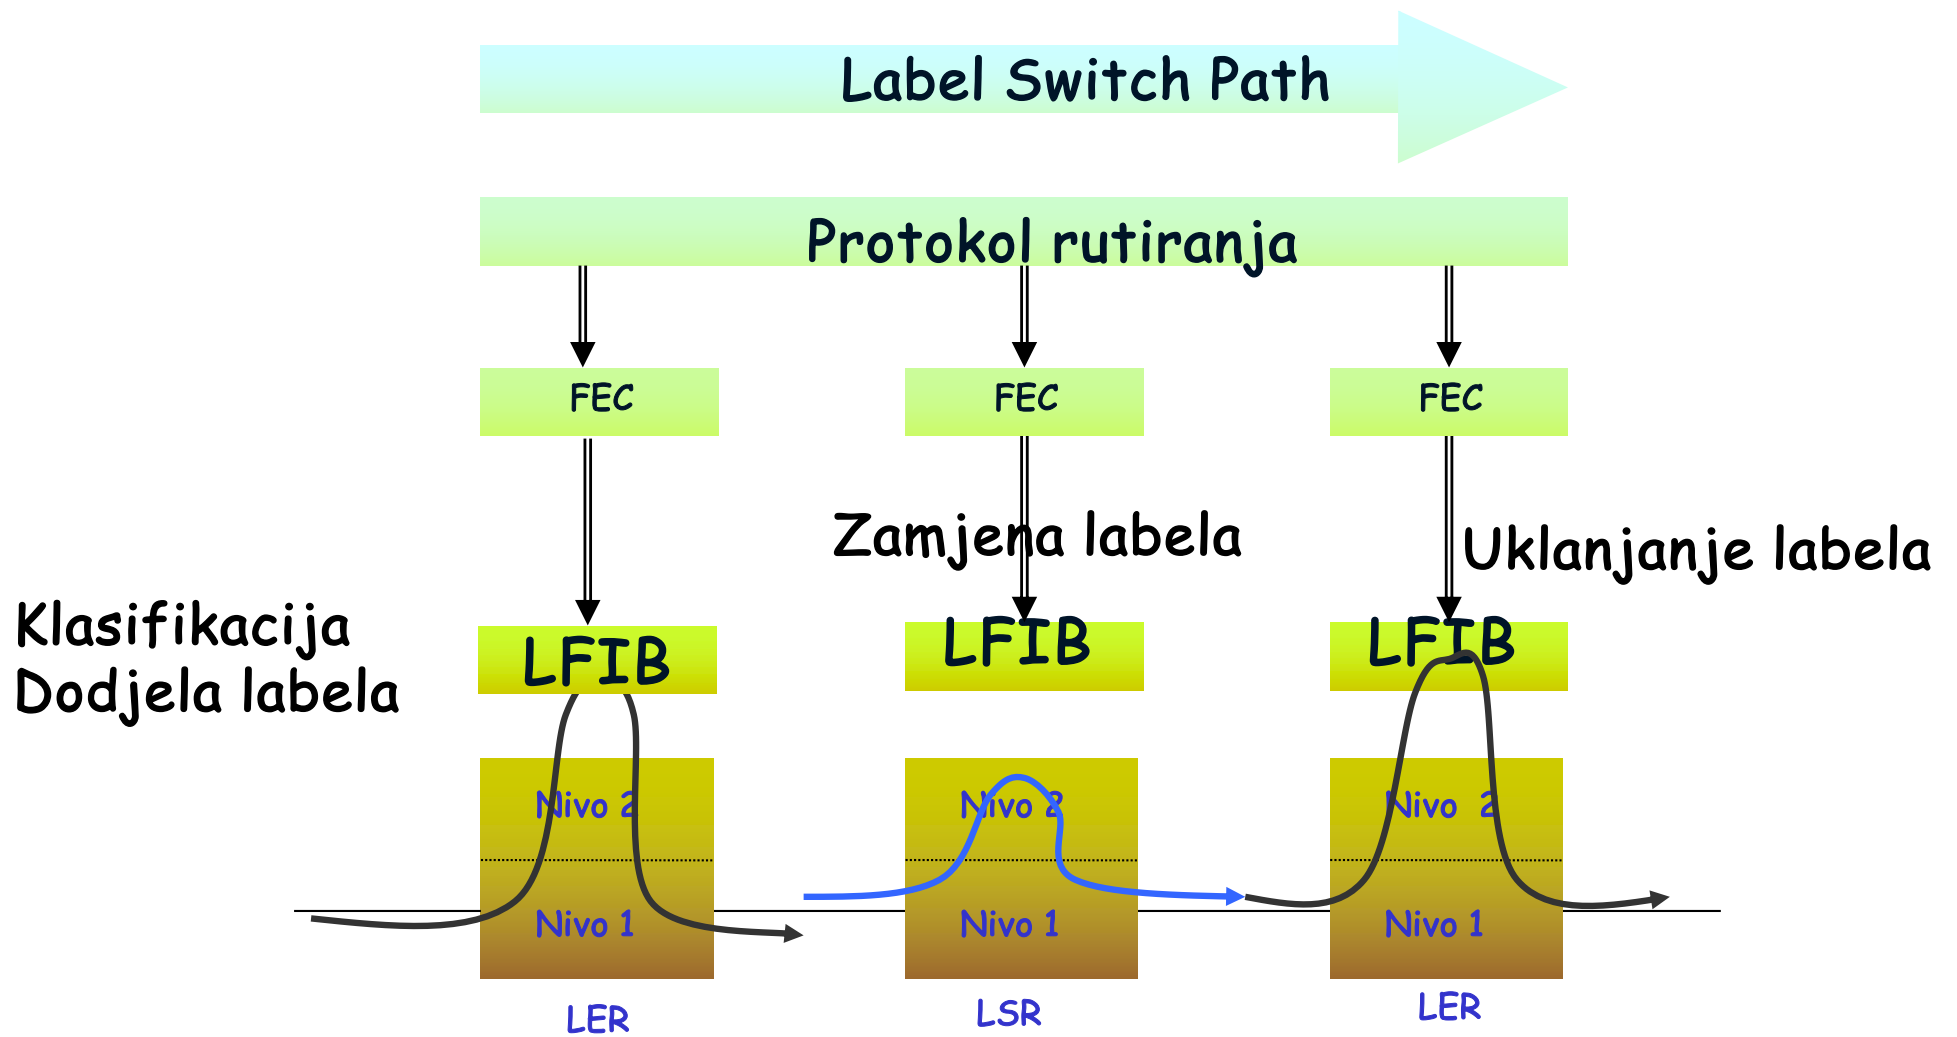 Label Switch Path
Protokol rutiranja
FEC
FEC
FEC
Zamjena labela
Uklanjanje labela
Klasifikacija
Dodjela labela
LFIB
LFIB
LFIB
Nivo 2
Nivo 2
Nivo 2
Nivo 1
Nivo 1
Nivo 1
LER
LSR
LER